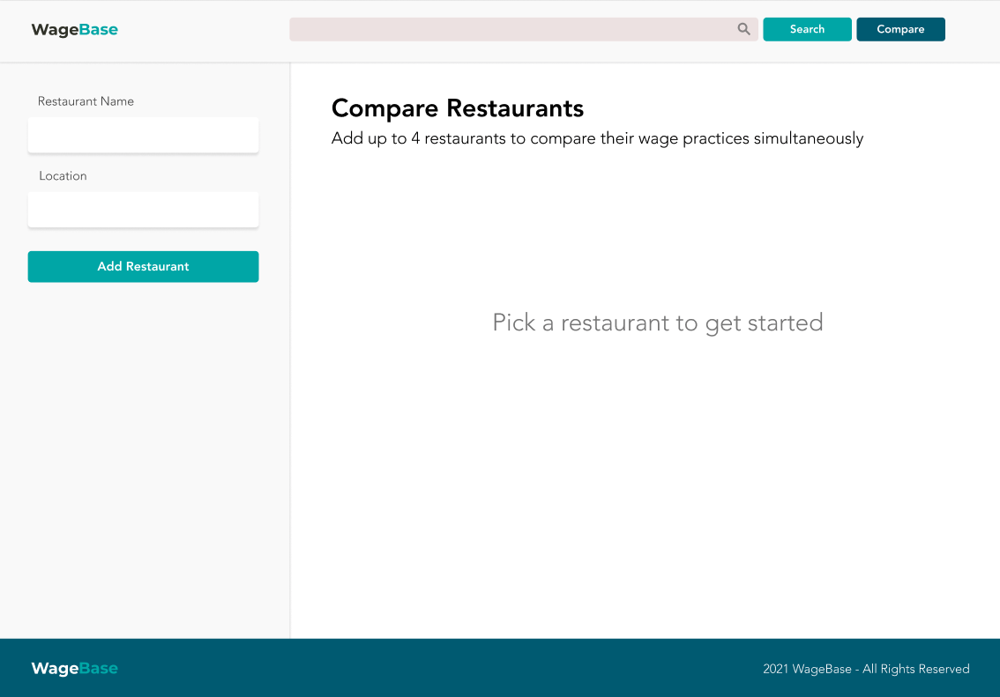 WageBase
Search
Compare
Restaurant Name
Location
Add Restaurant
Compare Restaurants
Add up to 4 restaurants to compare their wage practices simultaneously
Pick a restaurant to get started
WageBase
2021 WageBase - All Rights Reserved